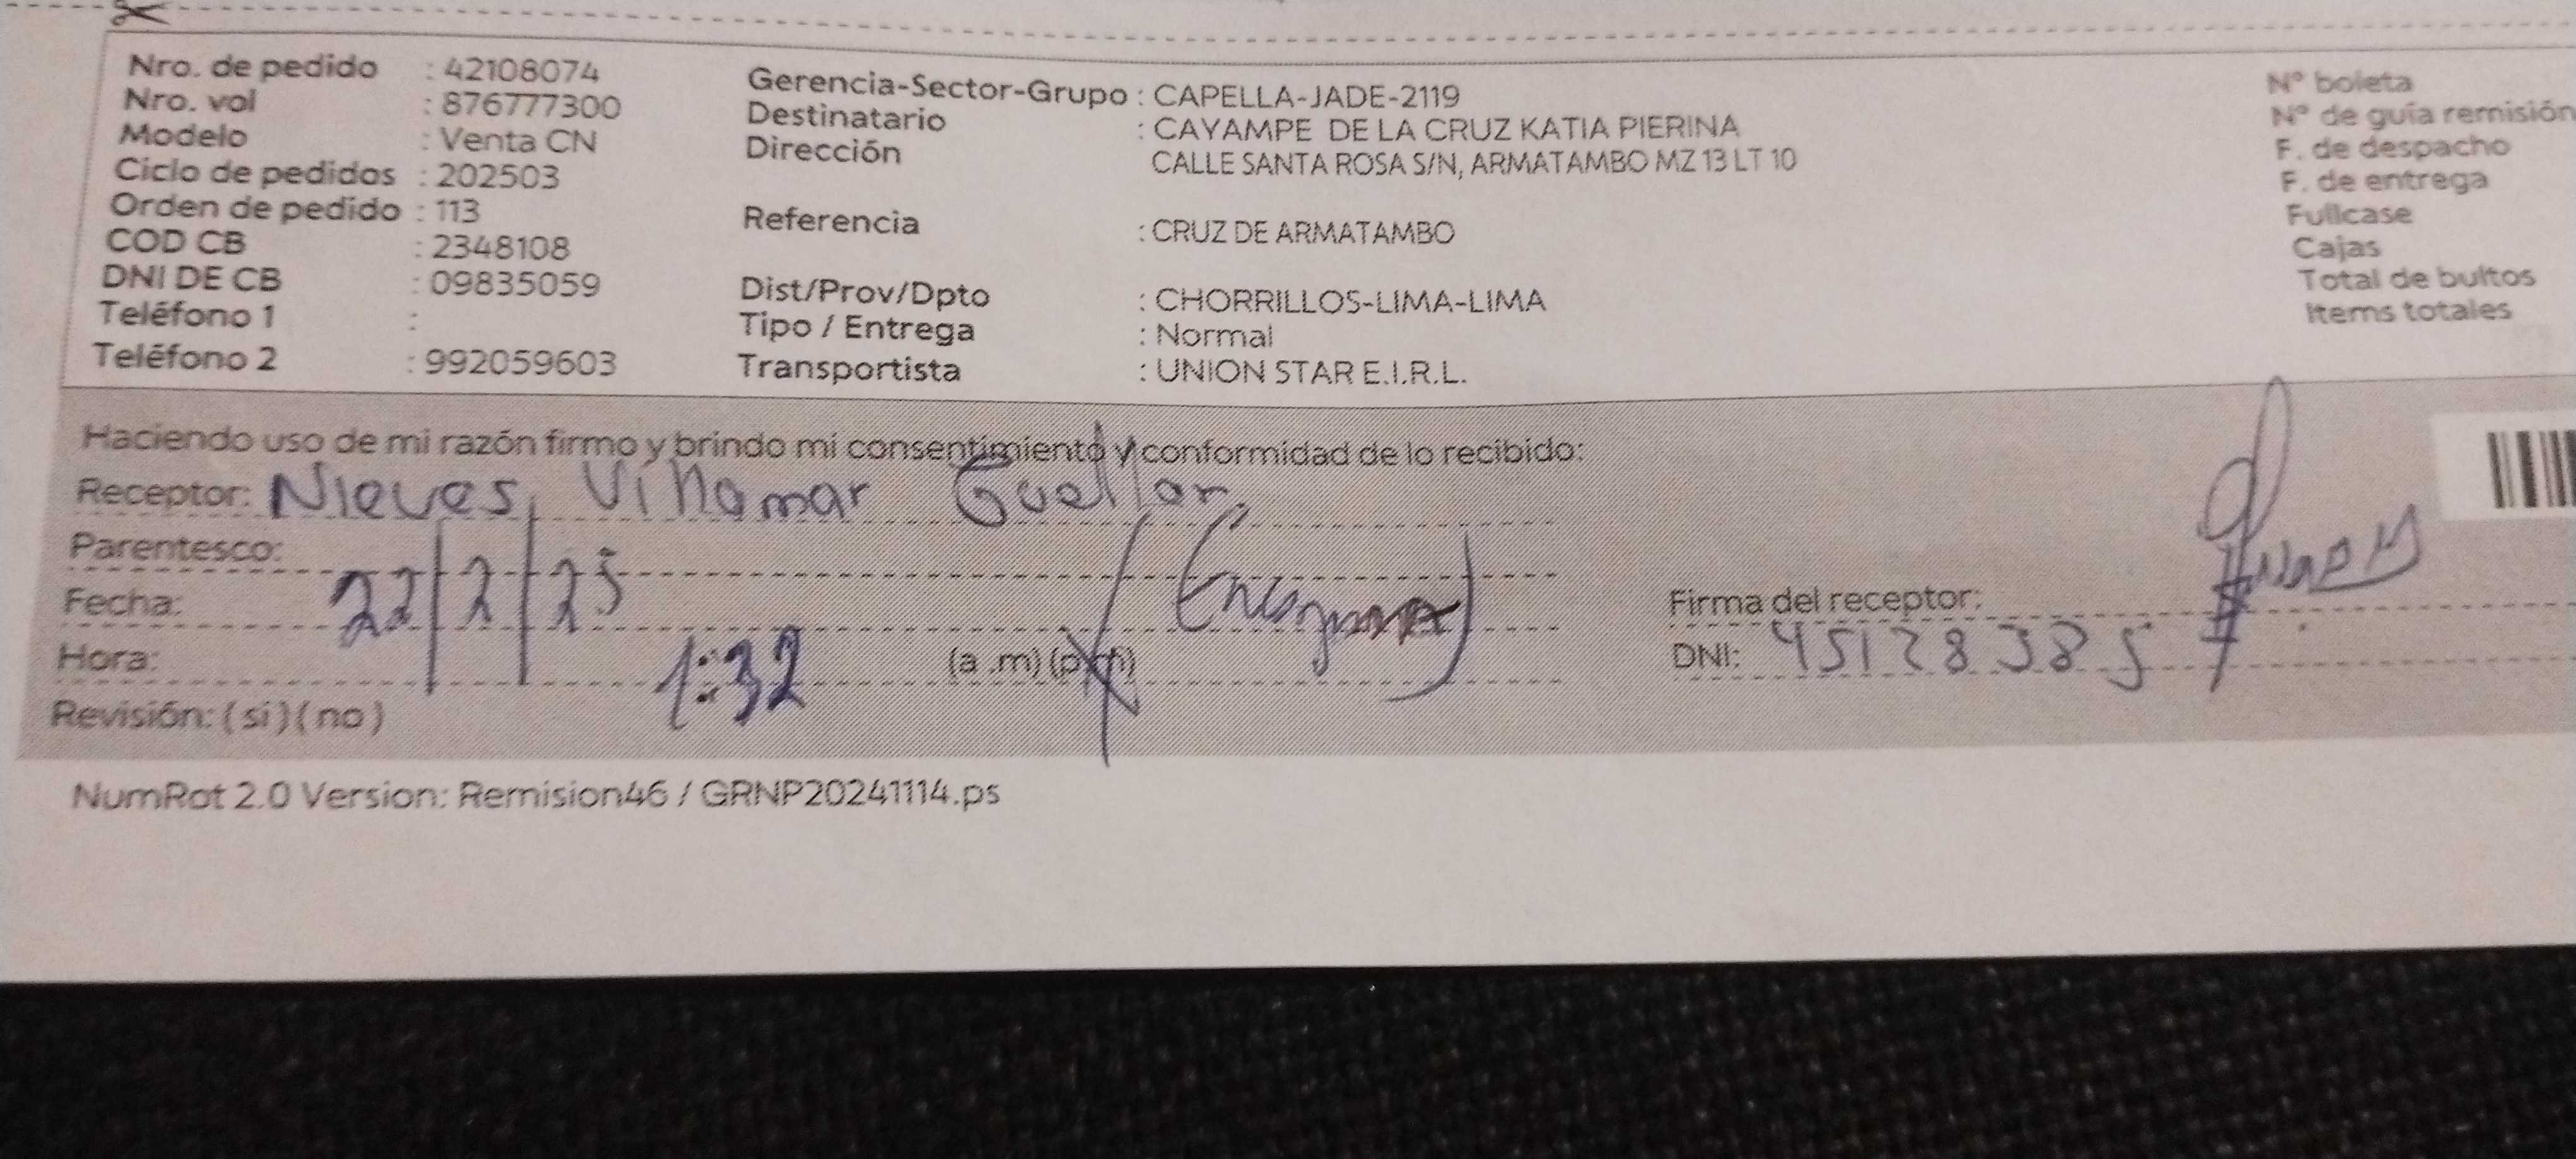 Nro. de pedido : 42108074
Nro. vol : 876777300
Modelo : Venta CN
Ciclo de pedidos : 202503
Orden de pedido : 113
COD CB : 2348108
DNI DE CB : 09835059
Teléfono 1 :
Teléfono 2 : 992059603
Gerencia-Sector-Grupo : CAPELLA-JADE-2119
Destinatario : CAYAMPE DE LA CRUZ KATIA PIERINA
Dirección CALLE SANTA ROSA S/N, ARMATAMBO MZ 13 LT 10
Referencia : CRUZ DE ARMATAMBO
Dist/Prov/Dpto : CHORRILLOS-LIMA-LIMA
Tipo / Entrega : Normal
Transportista : UNION STAR E.I.R.L.
N° boleta
N° de guía remisión
F. de despacho
F. de entrega
Fullcase
Cajas
Total de bultos
Items totales
Haciendo uso de mi razón firmo y brindo mi consentimiento y conformidad de lo recibido:
Receptor: Nieves Villamar
Parentesco:
Fecha: 22/2/25
Hora: 1:32 (a .m) (p.m)
Revisión: ( si ) ( no )
Firma del receptor:
DNI: 45128385
NumRot 2.0 Version: Remision46 / GRNP20241114.ps